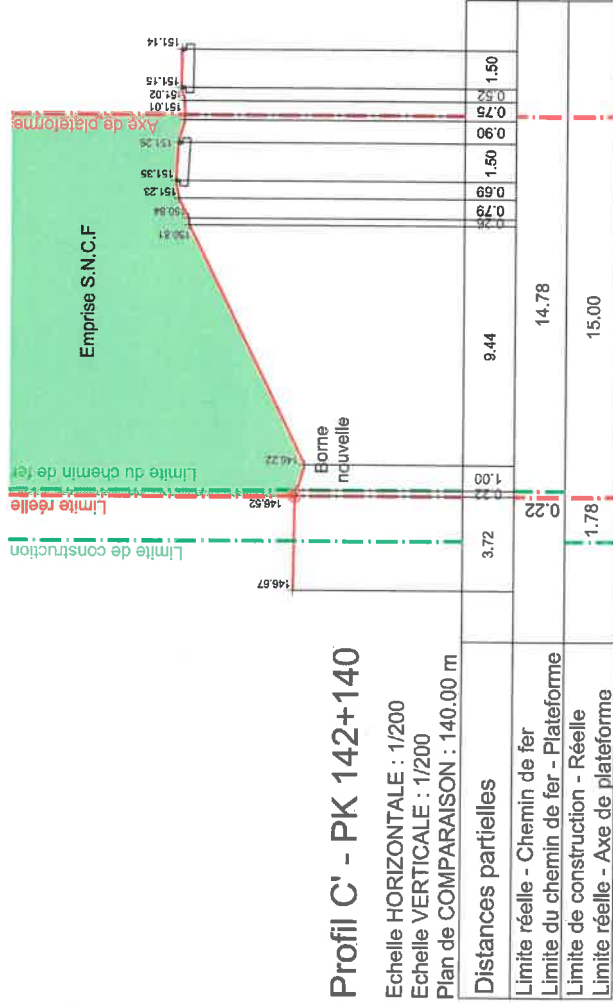 Profil C' - PK 142+140
Echelle HORIZONTALE : 1/200
Echelle VERTICALE : 1/200
Plan de COMPARAISON : 140.00 m
Emprise S.N.C.F
Limite de construction
Limite réelle
Limite du chemin de fer
Axe de plateforme
Borne
nouvelle
146.67
146.52
146.22
150.81
150.84
151.23
151.35
151.25
151.01
151.02
151.15
151.14
Distances partielles
3.72
0.22
1.00
9.44
0.26
0.79
0.69
1.50
0.90
0.75
0.52
1.50
Limite réelle - Chemin de fer
0.22
Limite du chemin de fer - Plateforme
14.78
Limite de construction - Réelle
1.78
Limite réelle - Axe de plateforme
15.00